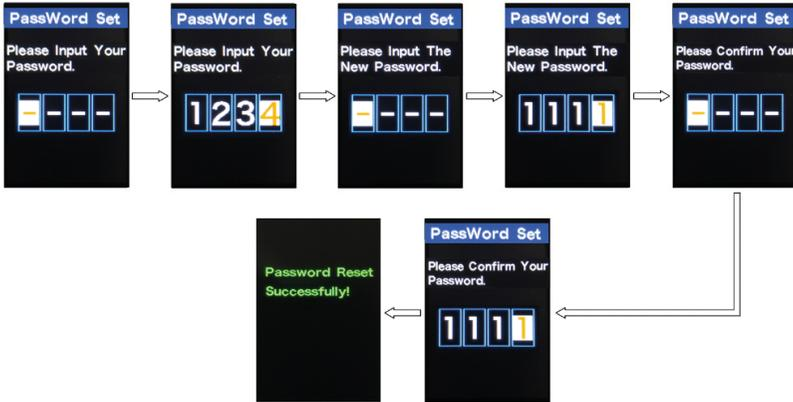 PassWord Set
Please Input Your
Password.
- - - -
PassWord Set
Please Input Your
Password.
1 2 3 4
PassWord Set
Please Input The
New Password.
- - - -
PassWord Set
Please Input The
New Password.
1 1 1 1
PassWord Set
Please Confirm Your
Password.
- - - -
PassWord Set
Please Confirm Your
Password.
1 1 1 1
Password Reset
Successfully!